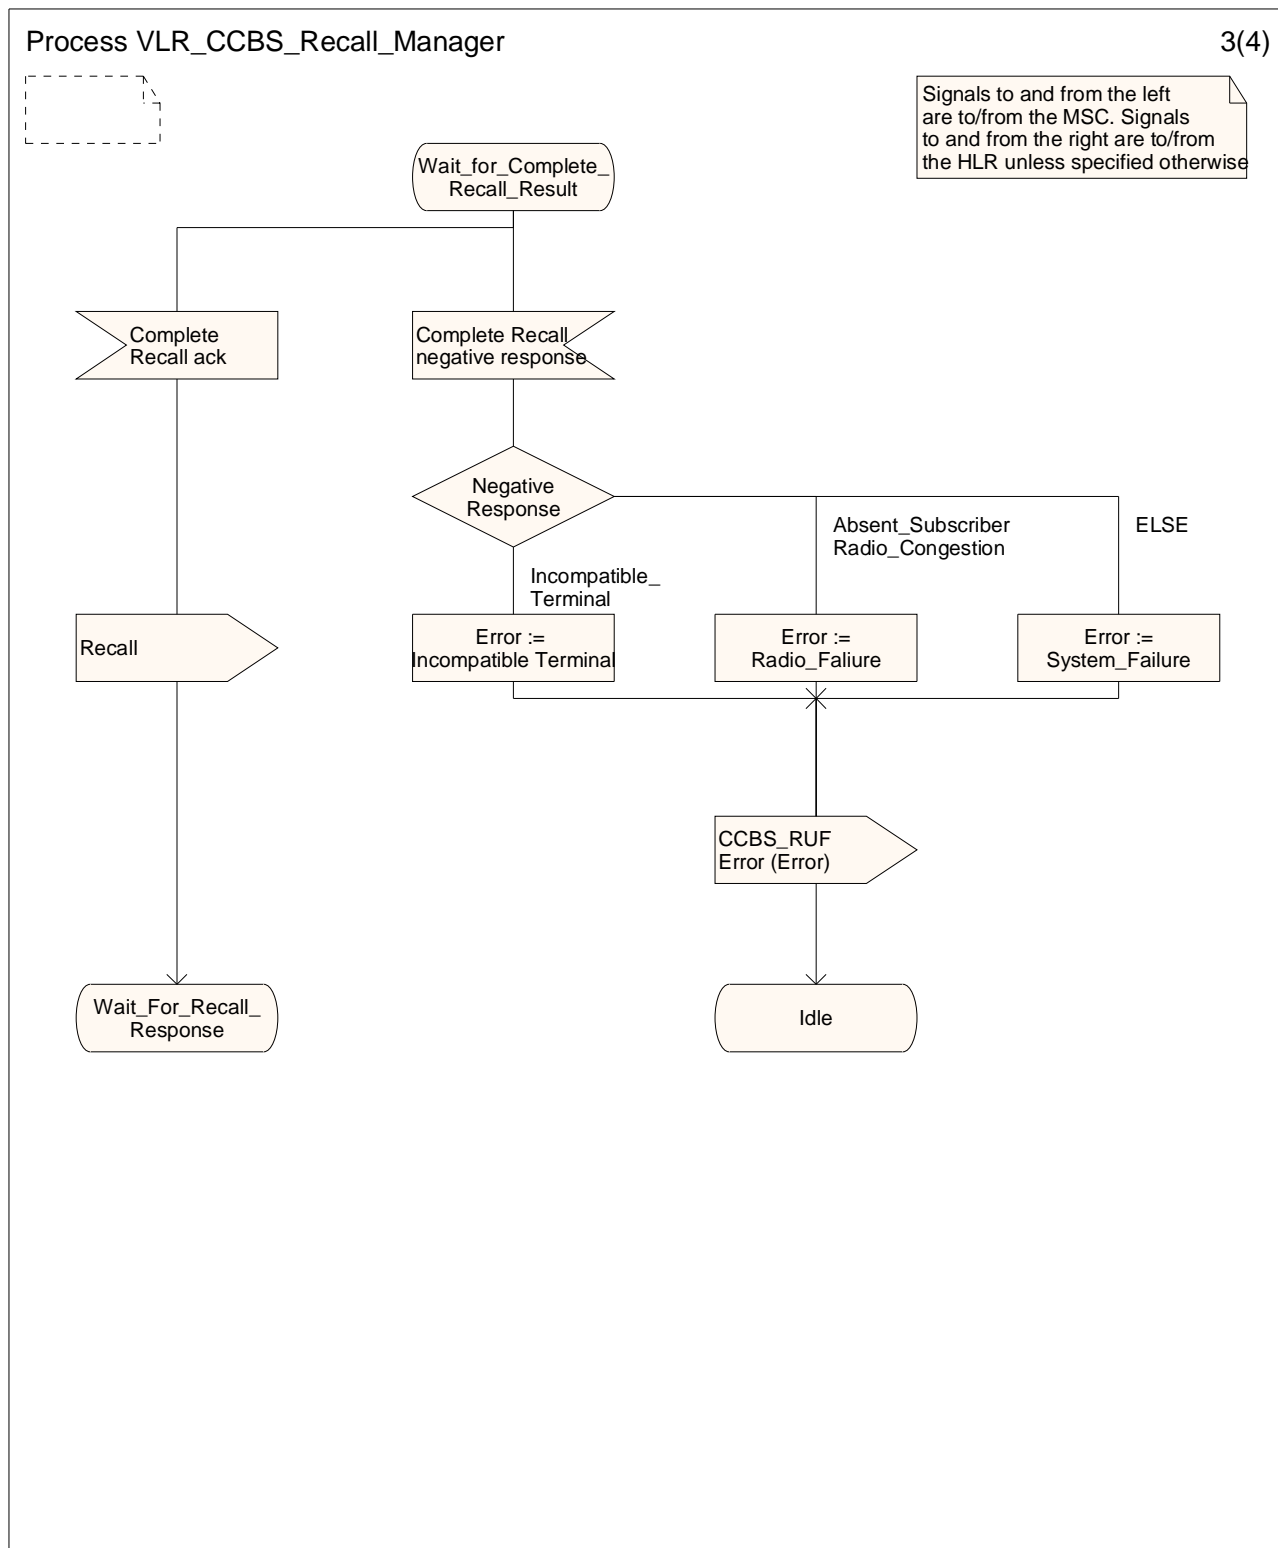 Process VLR_CCBS_Recall_Manager
3(4)
Signals to and from the left
are to/from the MSC. Signals
to and from the right are to/from
the HLR unless specified otherwise
Wait_for_Complete_
Recall_Result
Complete
Recall ack
Complete Recall
negative response
Negative
Response
Absent_Subscriber
Radio_Congestion
ELSE
Incompatible_
Terminal
Recall
Error :=
Incompatible Terminal
Error :=
Radio_Faliure
Error :=
System_Failure
CCBS_RUF
Error (Error)
Wait_For_Recall_
Response
Idle